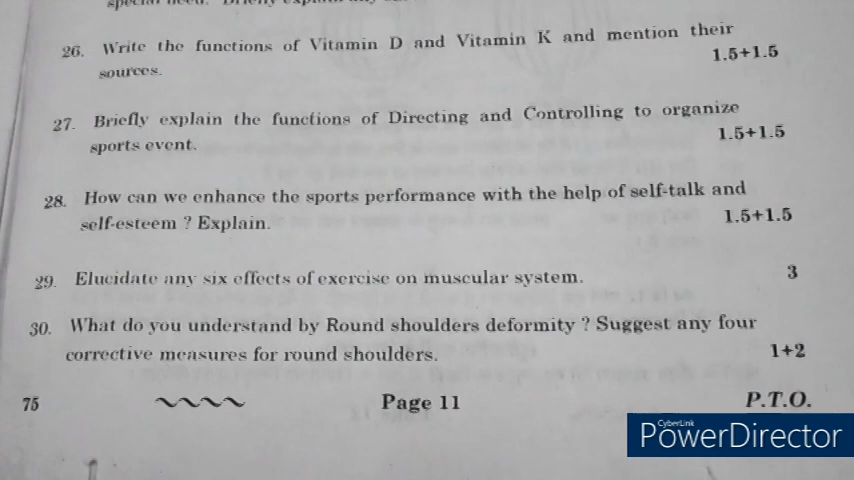 26. Write the functions of Vitamin D and Vitamin K and mention their
sources. 1.5+1.5
27. Briefly explain the functions of Directing and Controlling to organize
sports event. 1.5+1.5
28. How can we enhance the sports performance with the help of self-talk and
self-esteem ? Explain. 1.5+1.5
29. Elucidate any six effects of exercise on muscular system. 3
30. What do you understand by Round shoulders deformity ? Suggest any four
corrective measures for round shoulders. 1+2
75 Page 11 P.T.O.
CyberLink
PowerDirector